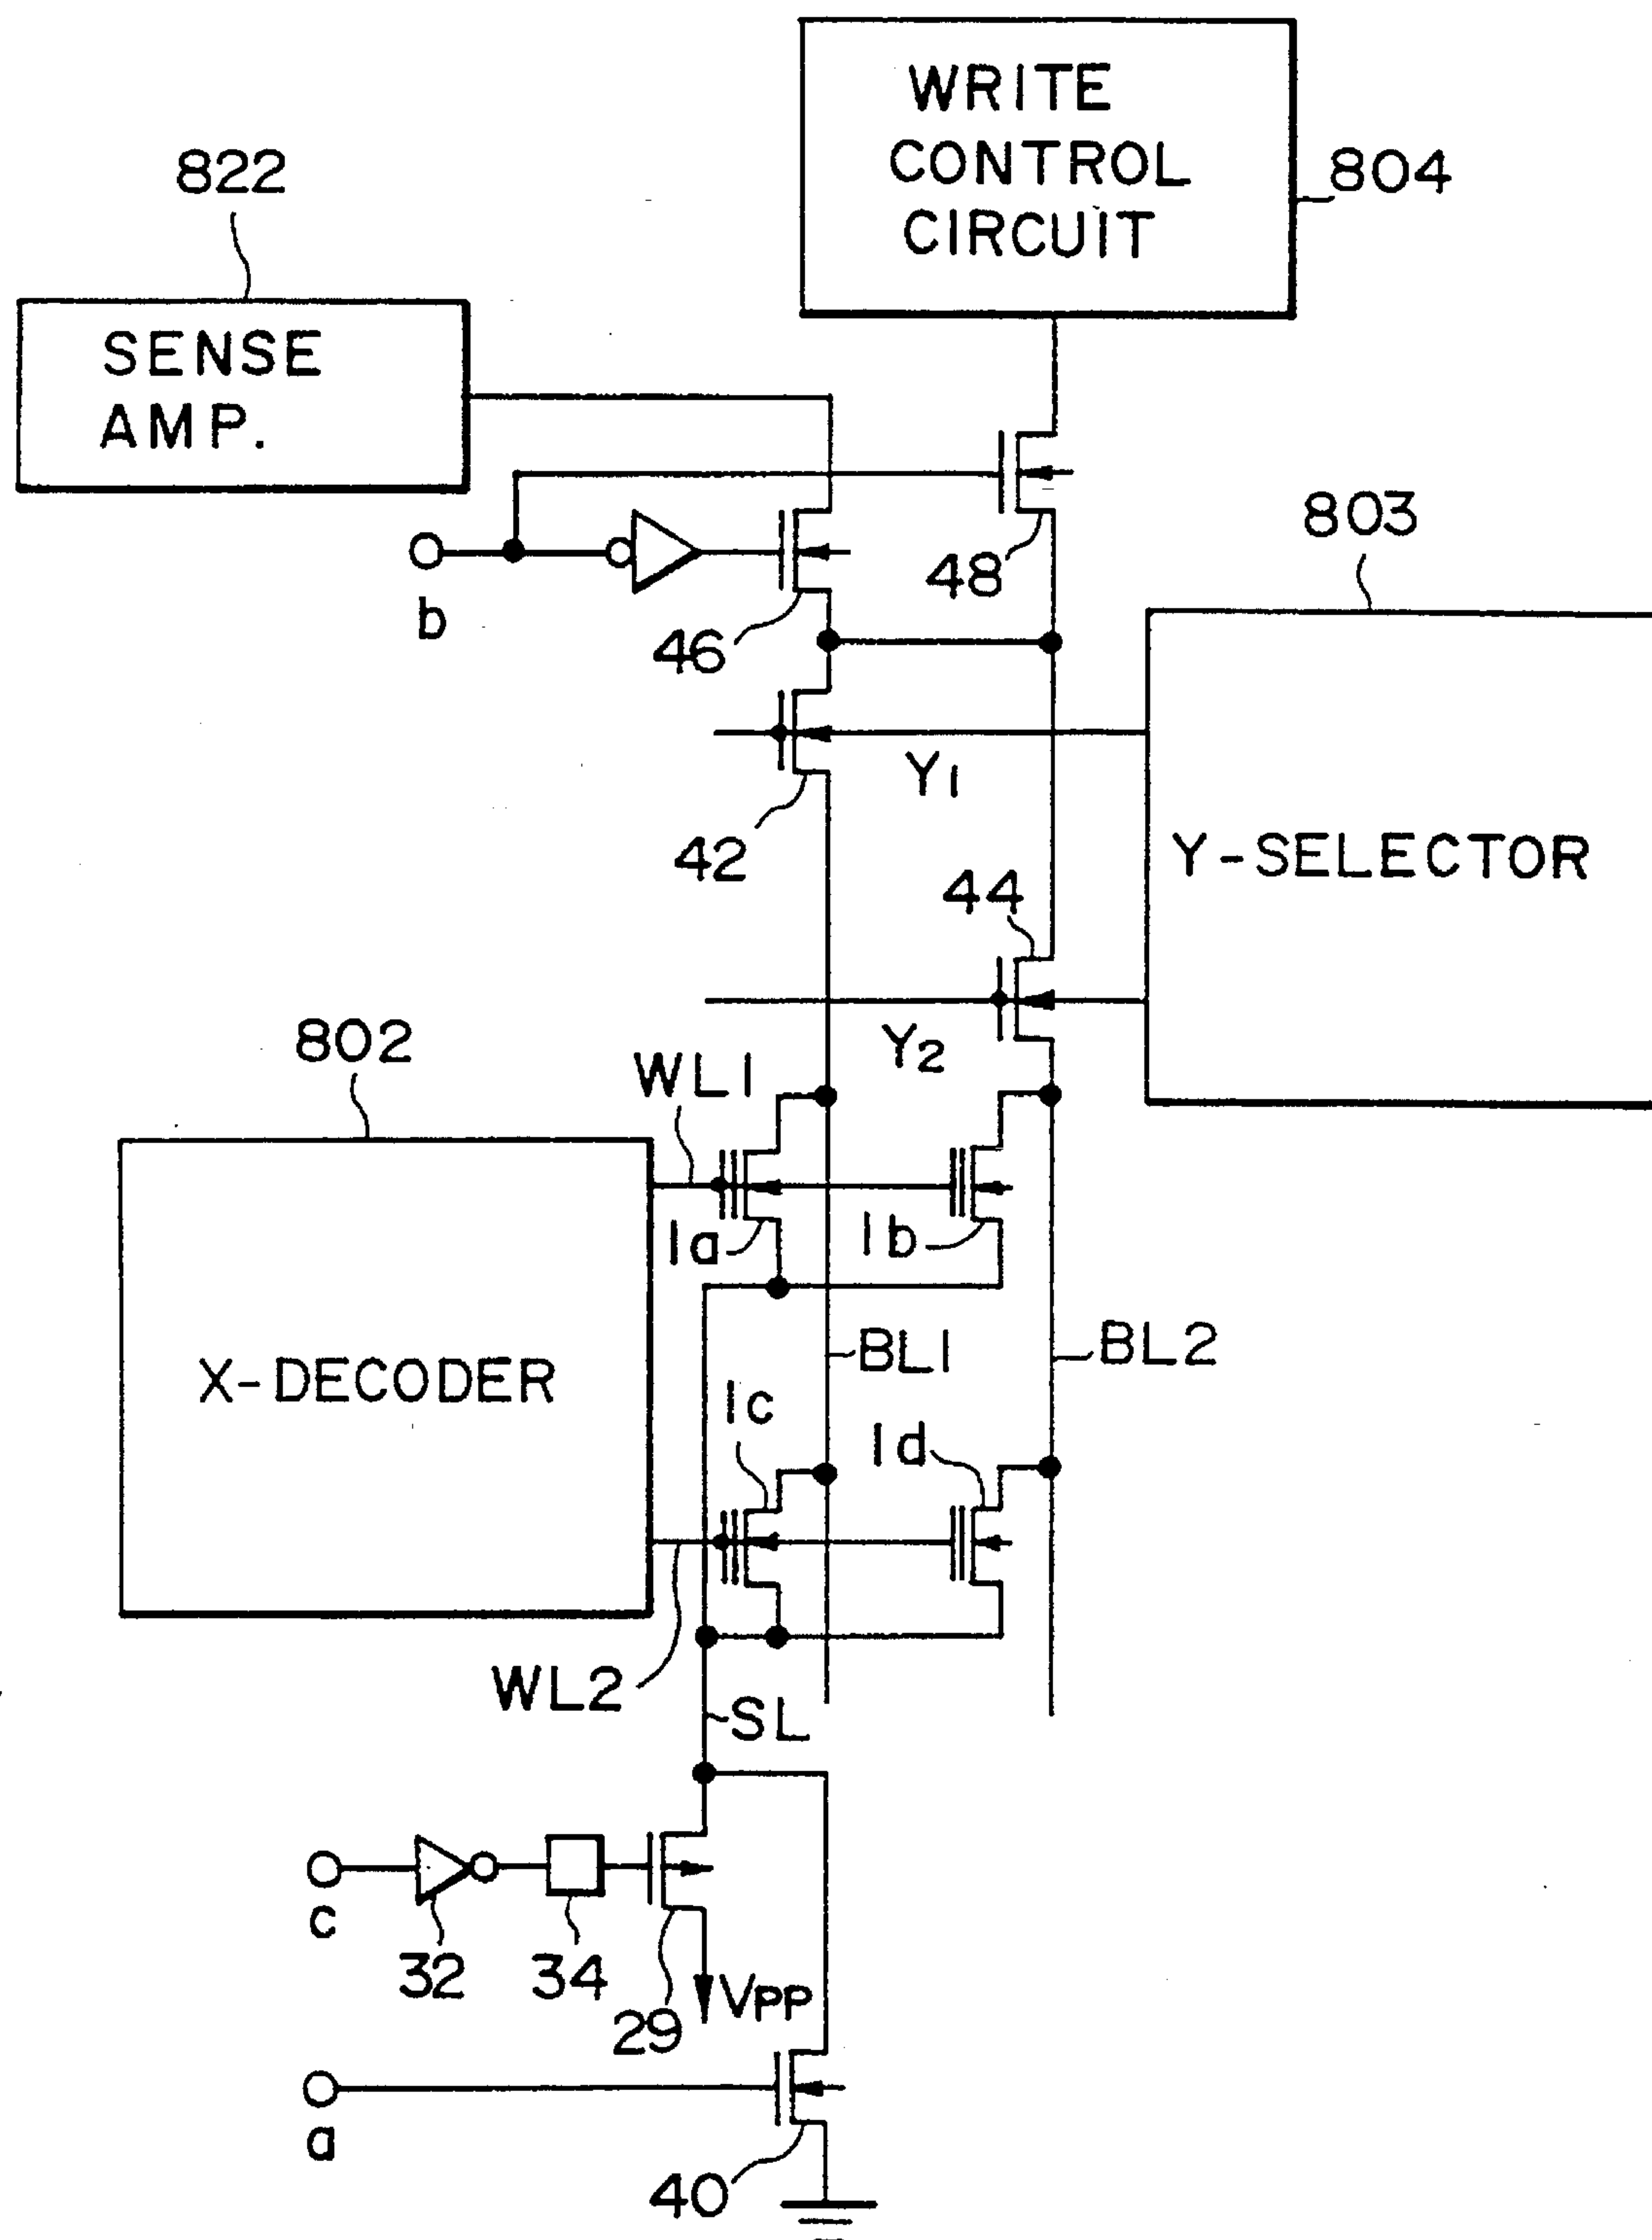 WRITE
CONTROL
CIRCUIT
804
822
SENSE
AMP.
803
48
b
46
Y1
42
Y-SELECTOR
44
802
Y2
WL1
1a
1b
BL1
BL2
X-DECODER
1c
1d
WL2
SL
c
32
34
29
VPP
a
40